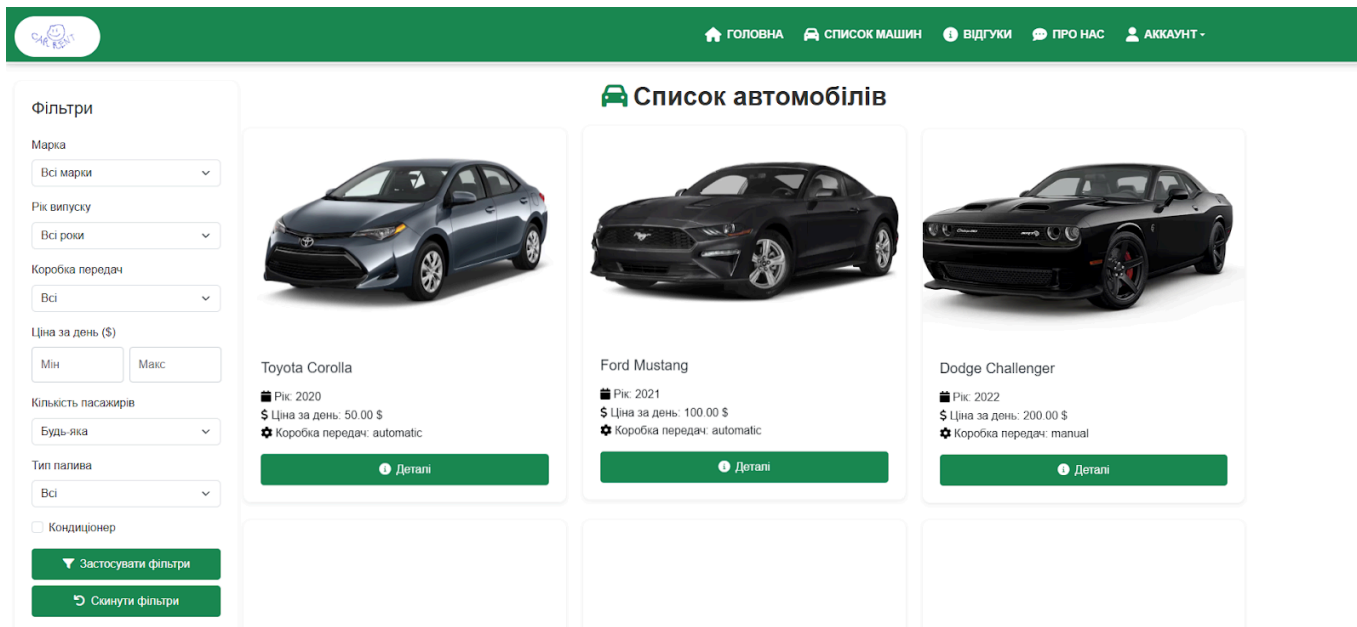 CAR RENT
ГОЛОВНА
СПИСОК МАШИН
ВІДГУКИ
ПРО НАС
АККАУНТ
Фільтри
Марка
Всі марки
Рік випуску
Всі роки
Коробка передач
Всі
Ціна за день ($)
Мін
Макс
Кількість пасажирів
Будь-яка
Тип палива
Всі
Кондиціонер
Застосувати фільтри
Скинути фільтри
Список автомобілів
Toyota Corolla
Рік: 2020
$ Ціна за день: 50.00 $
Коробка передач: automatic
Деталі
Ford Mustang
Рік: 2021
$ Ціна за день: 100.00 $
Коробка передач: automatic
Деталі
Dodge Challenger
Рік: 2022
$ Ціна за день: 200.00 $
Коробка передач: manual
Деталі